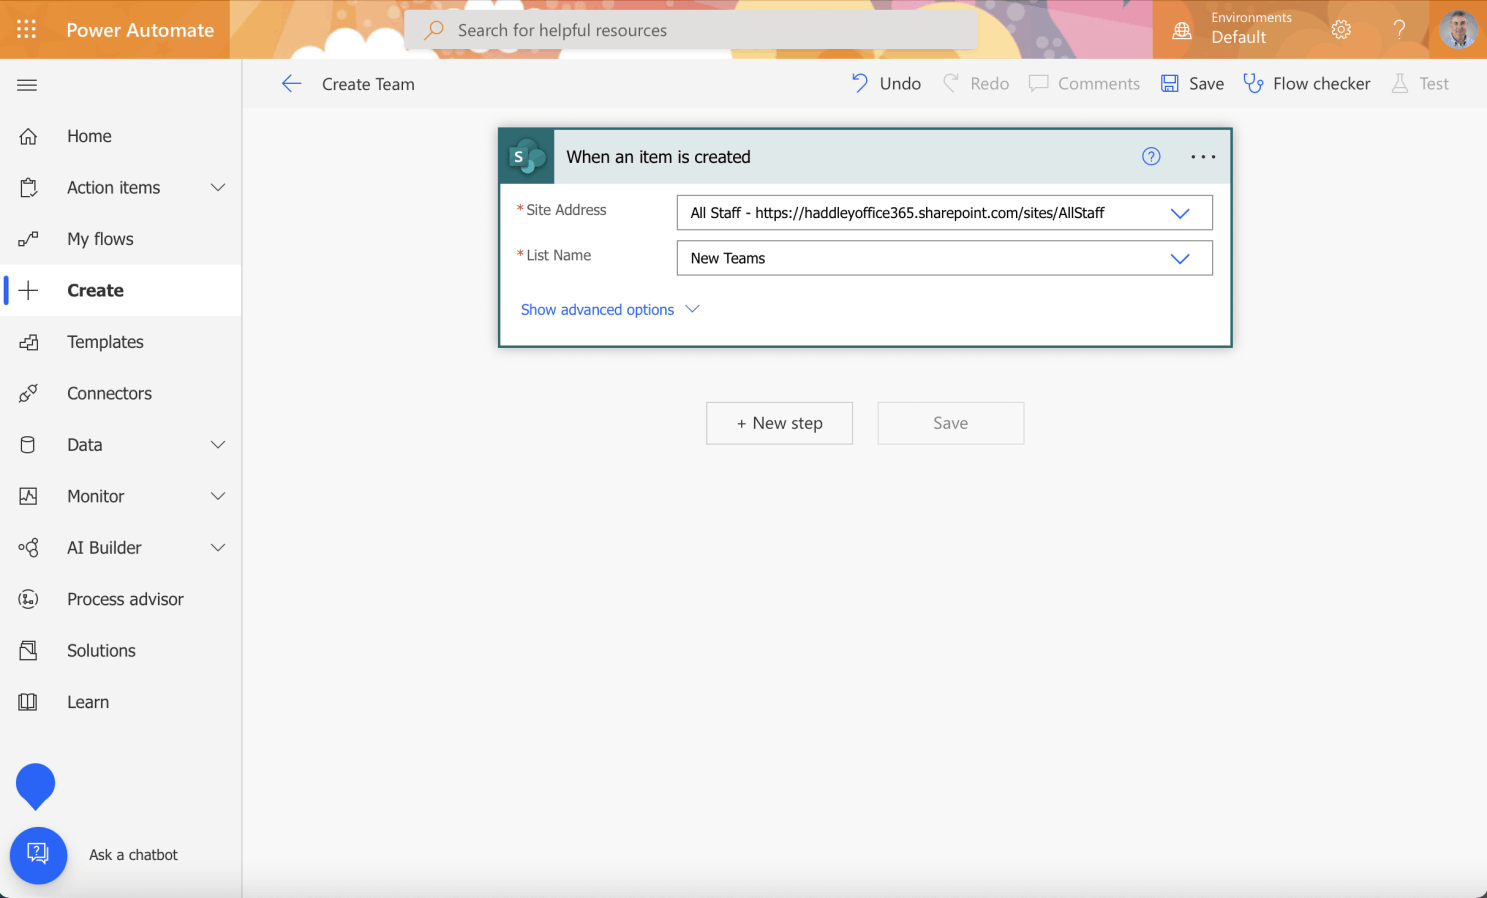 Power Automate
Search for helpful resources
Environments
Default
Create Team
Undo
Redo
Comments
Save
Flow checker
Test
Home
Action items
My flows
Create
Templates
Connectors
Data
Monitor
AI Builder
Process advisor
Solutions
Learn
Ask a chatbot
S
When an item is created
* Site Address
All Staff - https://haddleyoffice365.sharepoint.com/sites/AllStaff
* List Name
New Teams
Show advanced options
+ New step
Save